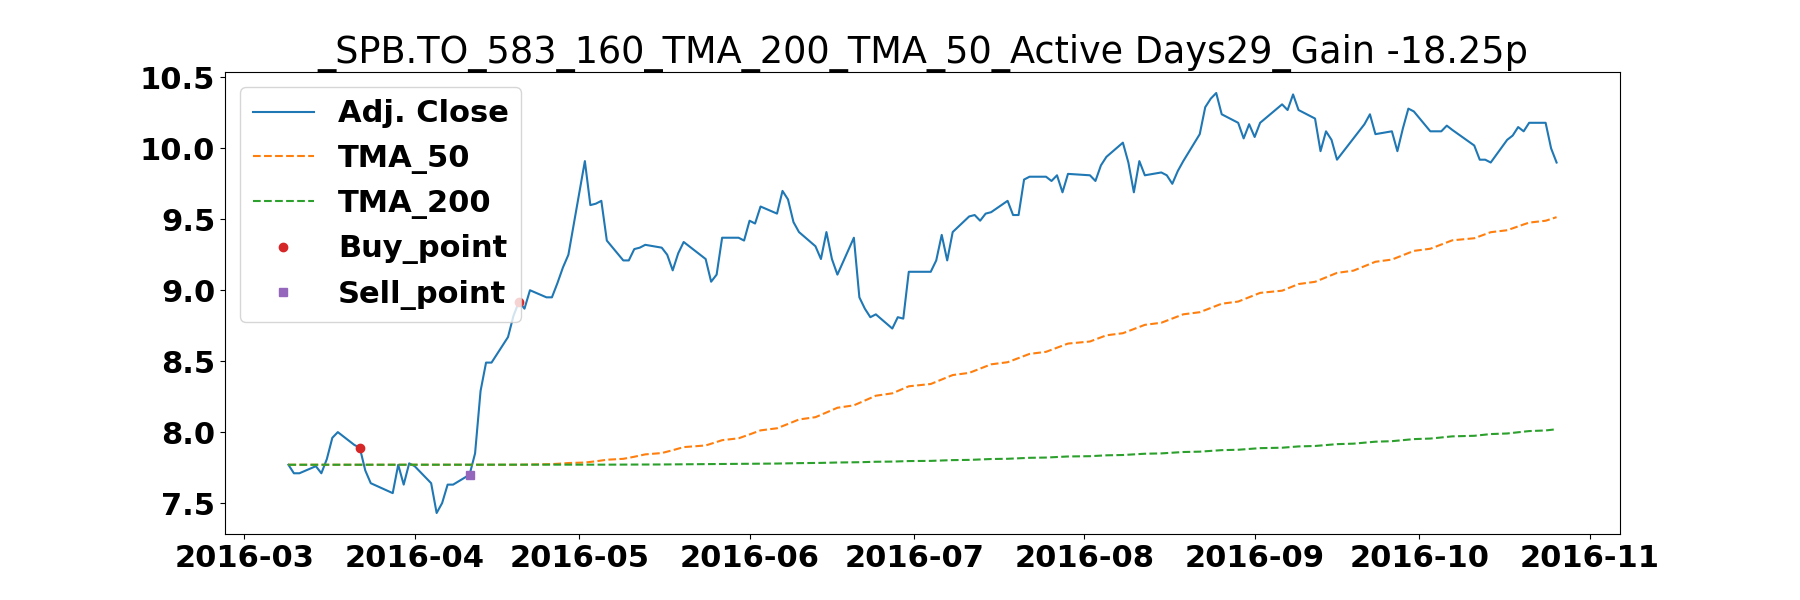 _SPB.TO_583_160_TMA_200_TMA_50_Active Days29_Gain -18.25p
10.5
10.0
9.5
9.0
8.5
8.0
7.5
Adj. Close
TMA_50
TMA_200
Buy_point
Sell_point
2016-03 2016-04 2016-05 2016-06 2016-07 2016-08 2016-09 2016-10 2016-11